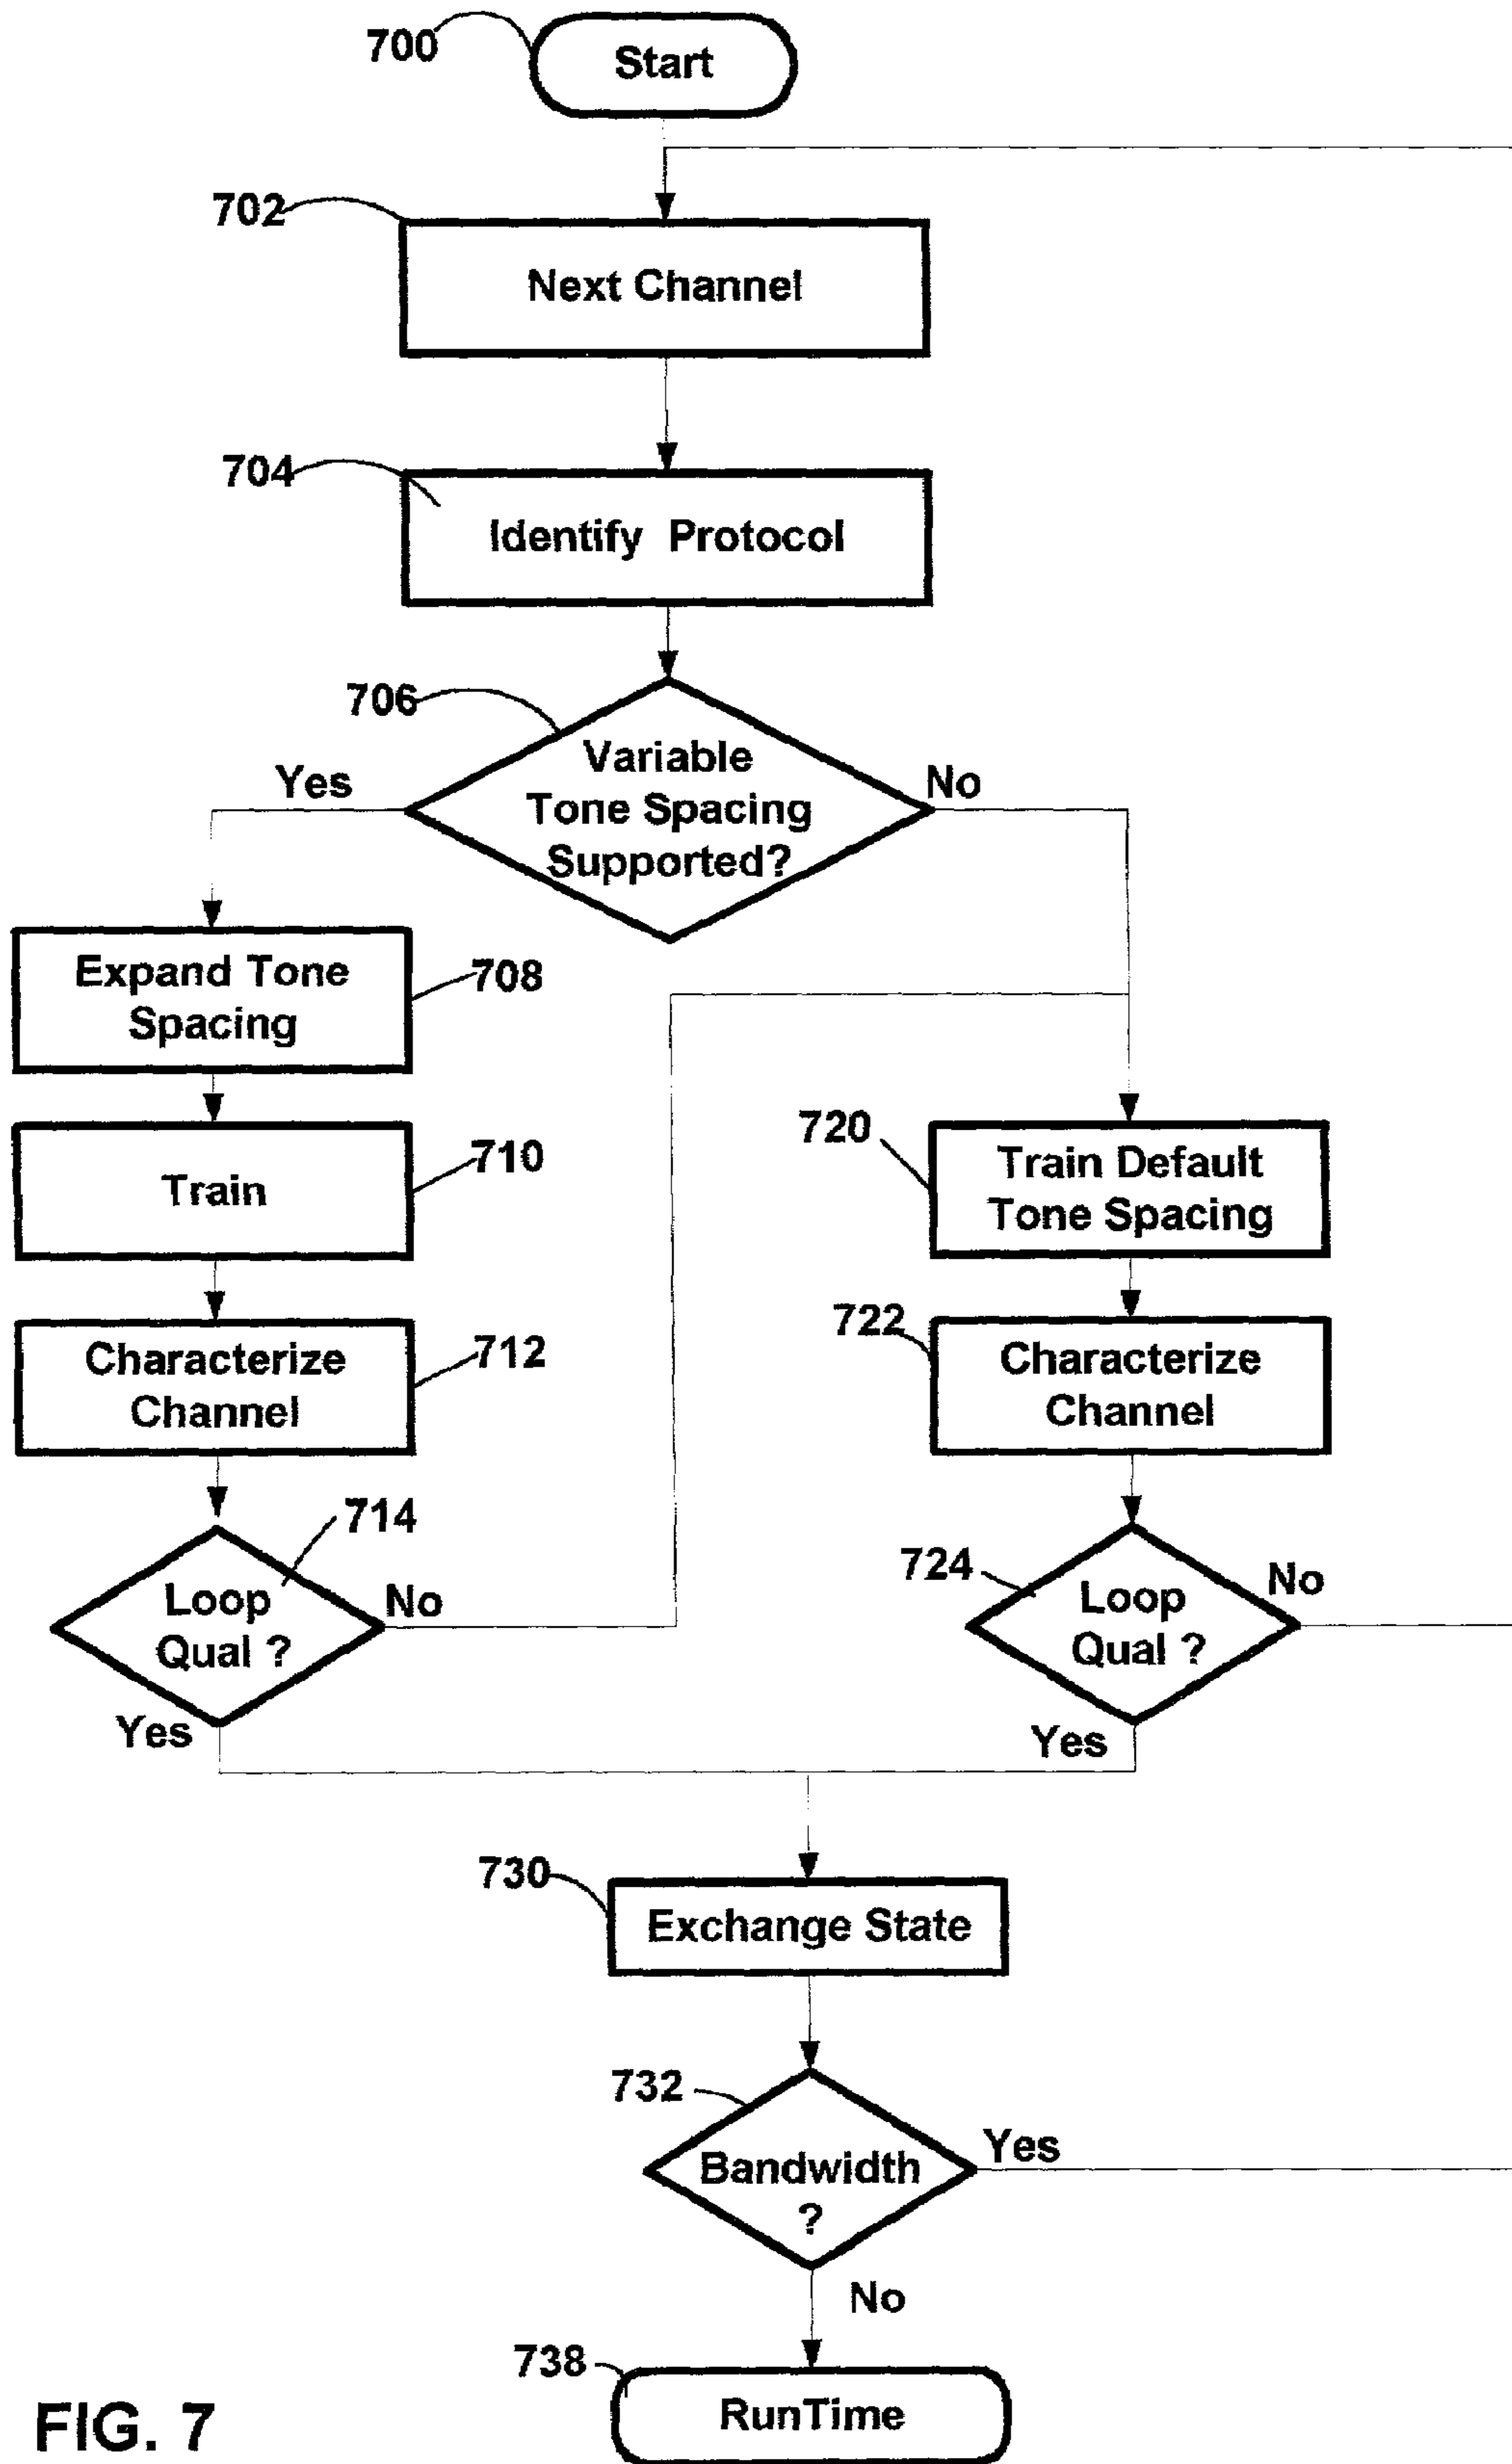 700
Start
702
Next Channel
704
Identify Protocol
706
Variable
Tone Spacing
Supported?
Yes
No
Expand Tone
Spacing
708
Train
710
720
Train Default
Tone Spacing
Characterize
Channel
712
722
Characterize
Channel
714
Loop
Qual ?
No
Yes
724
Loop
Qual ?
No
Yes
730
Exchange State
732
Bandwidth
?
Yes
No
738
RunTime
FIG. 7